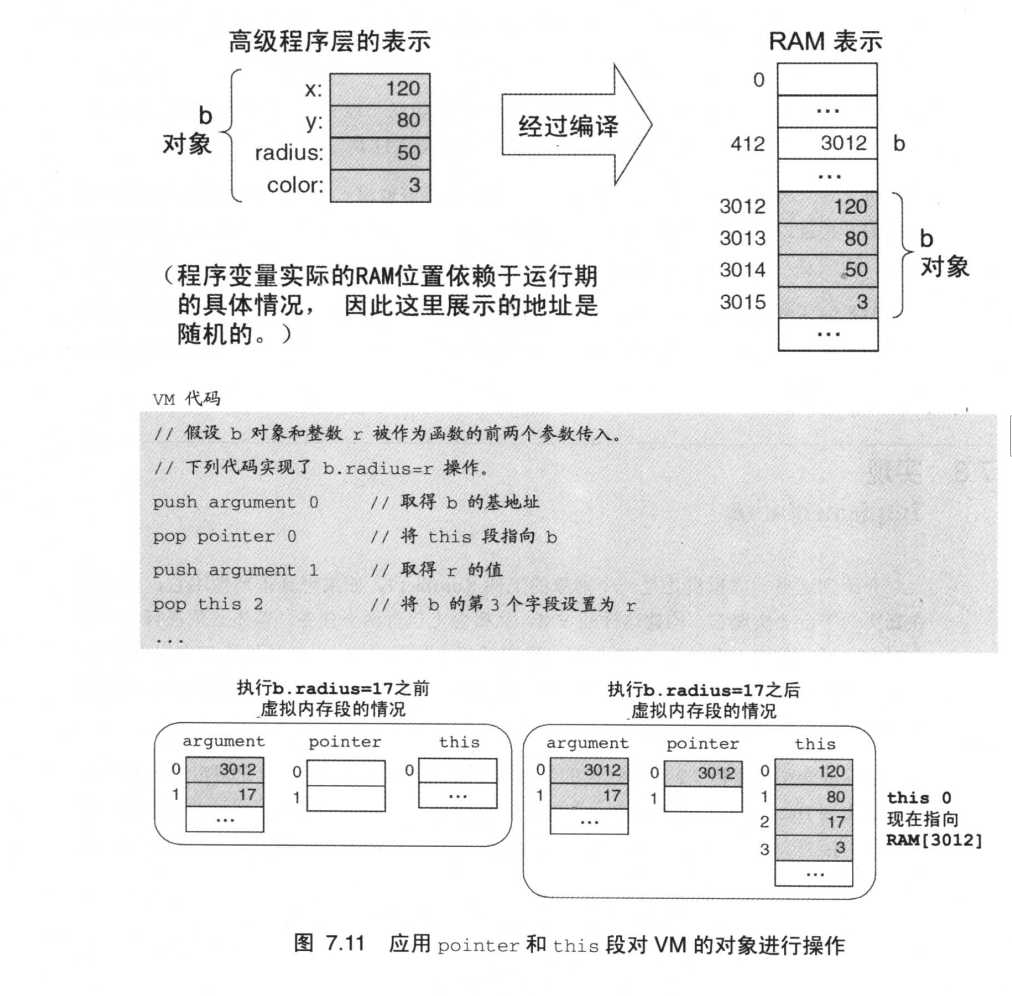 高级程序层的表示
b
对象
x: 120
y: 80
radius: 50
color: 3
经过编译
RAM 表示
0
...
412 3012 b
...
3012 120
3013 80
3014 50
3015 3
...
b
对象
（程序变量实际的RAM位置依赖于运行期
的具体情况， 因此这里展示的地址是
随机的。）
VM 代码
// 假设 b 对象和整数 r 被作为函数的前两个参数传入。
// 下列代码实现了 b.radius=r 操作。
push argument 0 // 取得 b 的基地址
pop pointer 0 // 将 this 段指向 b
push argument 1 // 取得 r 的值
pop this 2 // 将 b 的第 3 个字段设置为 r
...
执行b.radius=17之前
虚拟内存段的情况
argument pointer this
0 3012 0 0
1 17 1 ...
...
执行b.radius=17之后
虚拟内存段的情况
argument pointer this
0 3012 0 3012 0 120
1 17 1 1 80
... 2 17
3 3
...
this 0
现在指向
RAM[3012]
图 7.11 应用 pointer 和 this 段对 VM 的对象进行操作